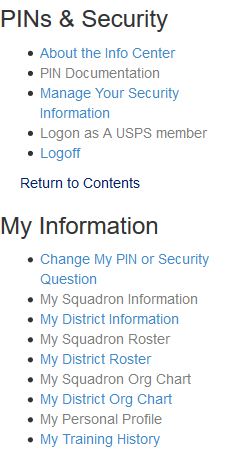 PINs & Security
About the Info Center
PIN Documentation
Manage Your Security
Information
Logon as A USPS member
Logoff
Return to Contents
My Information
Change My PIN or Security
Question
My Squadron Information
My District Information
My Squadron Roster
My District Roster
My Squadron Org Chart
My District Org Chart
My Personal Profile
My Training History